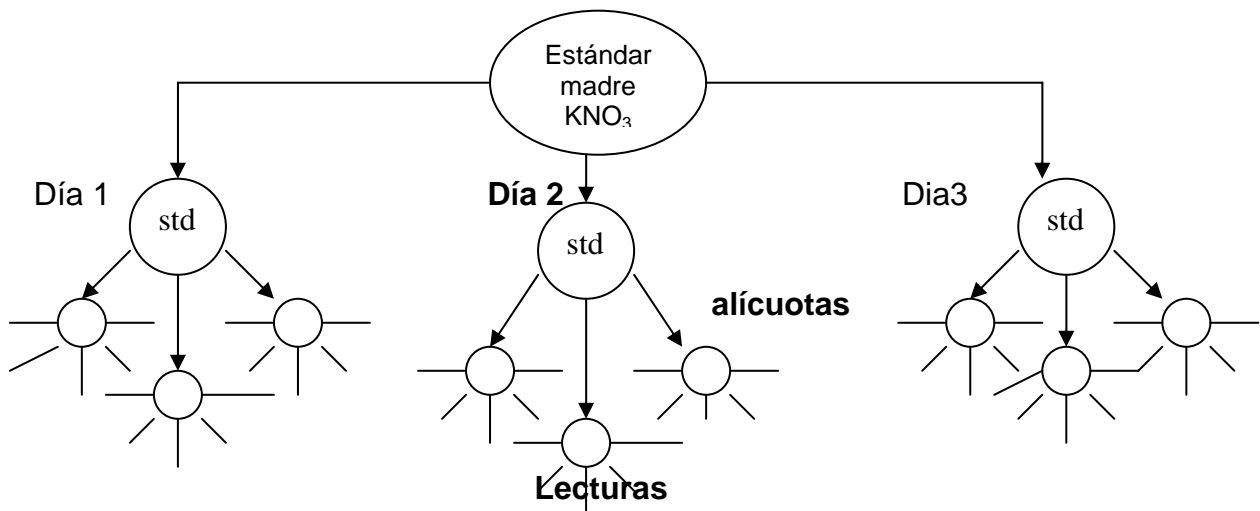 Estándar
madre
KNO₃
Día 1
Día 2
Dia3
std
std
std
alícuotas
Lecturas